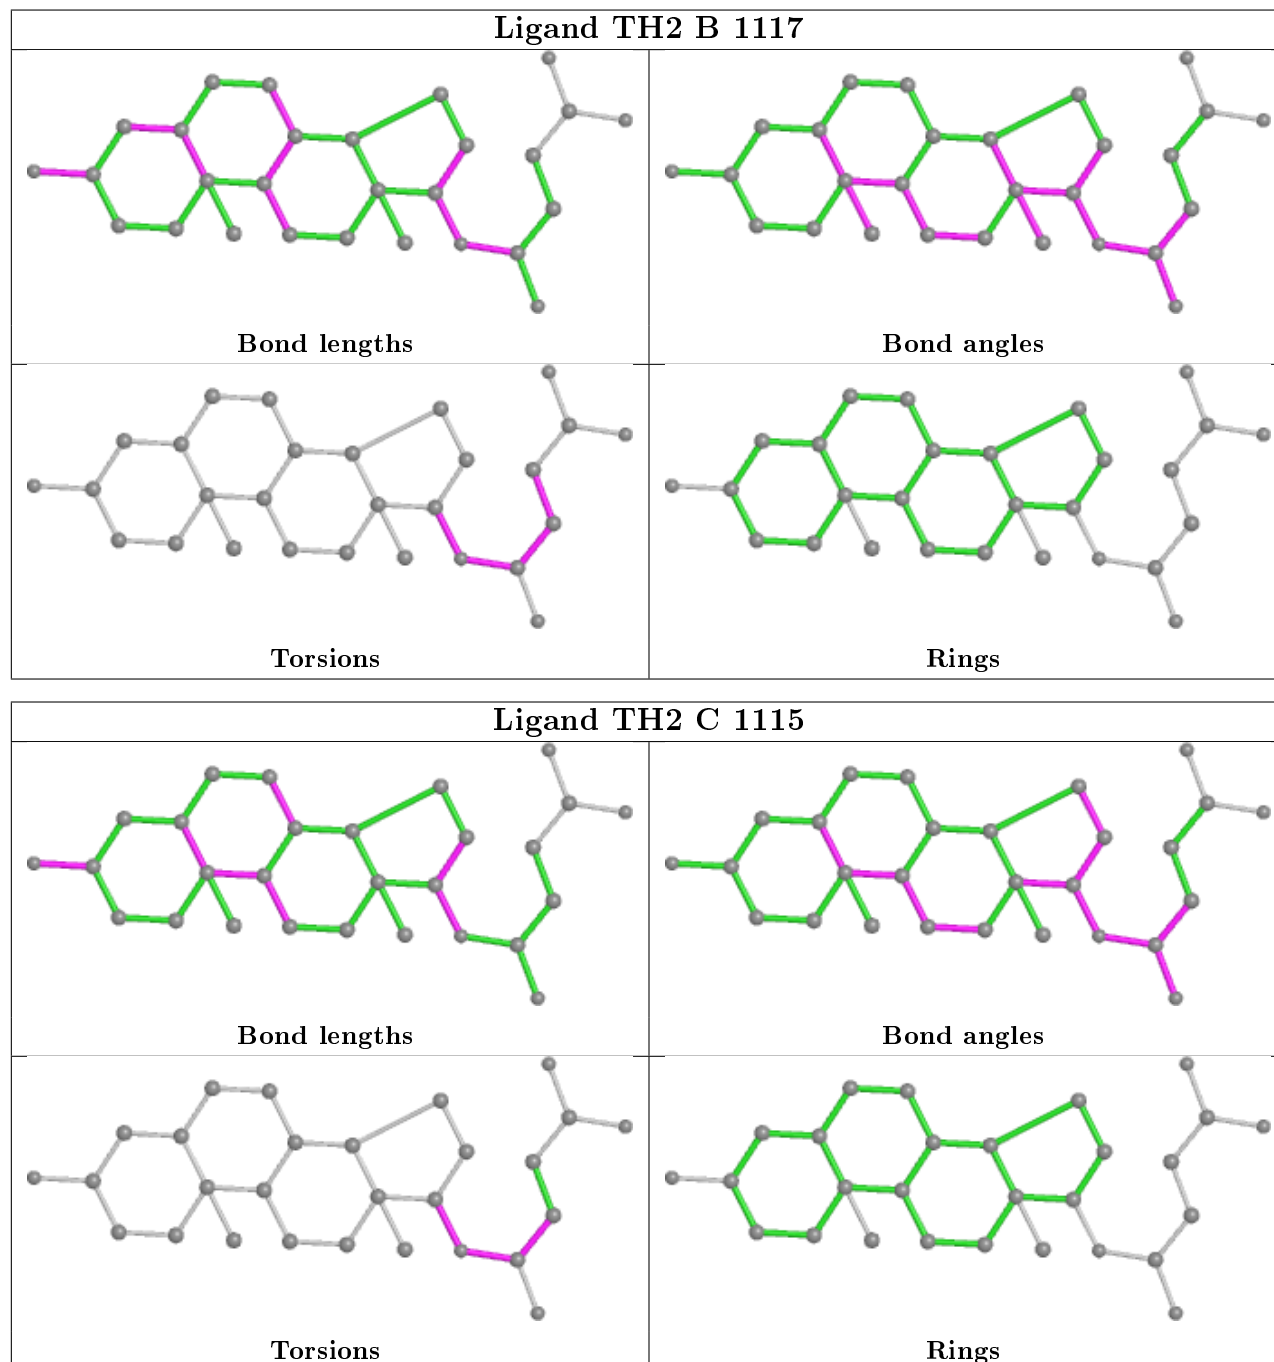 Ligand TH2 B 1117
Bond lengths
Bond angles
Torsions
Rings
Ligand TH2 C 1115
Bond lengths
Bond angles
Torsions
Rings